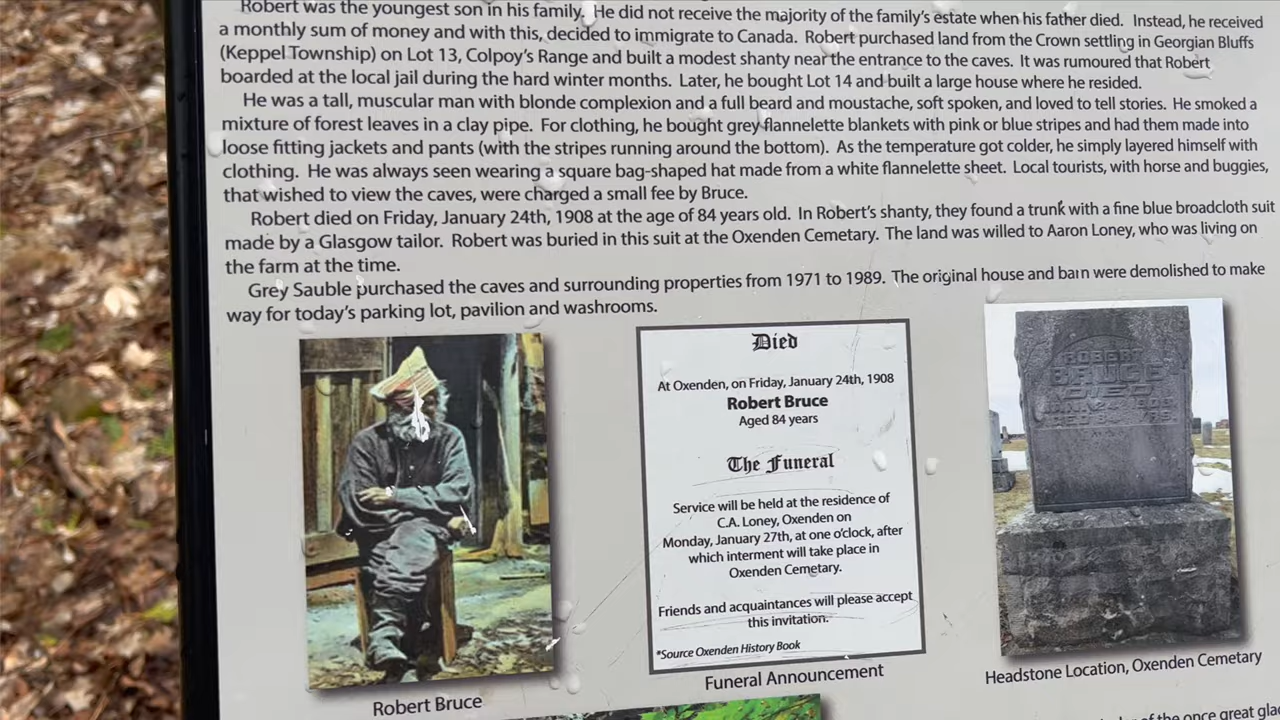 Robert was the youngest son in his family. He did not receive the majority of the family's estate when his father died. Instead, he received
a monthly sum of money and with this, decided to immigrate to Canada. Robert purchased land from the Crown settling in Georgian Bluffs
(Keppel Township) on Lot 13, Colpoy's Range and built a modest shanty near the entrance to the caves. It was rumoured that Robert
boarded at the local jail during the hard winter months. Later, he bought Lot 14 and built a large house where he resided.
He was a tall, muscular man with blonde complexion and a full beard and moustache, soft spoken, and loved to tell stories. He smoked a
mixture of forest leaves in a clay pipe. For clothing, he bought grey flannelette blankets with pink or blue stripes and had them made into
loose fitting jackets and pants (with the stripes running around the bottom). As the temperature got colder, he simply layered himself with
clothing. He was always seen wearing a square bag-shaped hat made from a white flannelette sheet. Local tourists, with horse and buggies,
that wished to view the caves, were charged a small fee by Bruce.
Robert died on Friday, January 24th, 1908 at the age of 84 years old. In Robert's shanty, they found a trunk with a fine blue broadcloth suit
made by a Glasgow tailor. Robert was buried in this suit at the Oxenden Cemetary. The land was willed to Aaron Loney, who was living on
the farm at the time.
Grey Sauble purchased the caves and surrounding properties from 1971 to 1989. The original house and barn were demolished to make
way for today's parking lot, pavilion and washrooms.
Died
At Oxenden, on Friday, January 24th, 1908
Robert Bruce
Aged 84 years
The Funeral
Service will be held at the residence of
C.A. Loney, Oxenden on
Monday, January 27th, at one o'clock, after
which interment will take place in
Oxenden Cemetary.
Friends and acquaintances will please accept
this invitation.
*Source Oxenden History Book
ROBERT
BRUCE
Robert Bruce
Funeral Announcement
Headstone Location, Oxenden Cemetary
of the once great